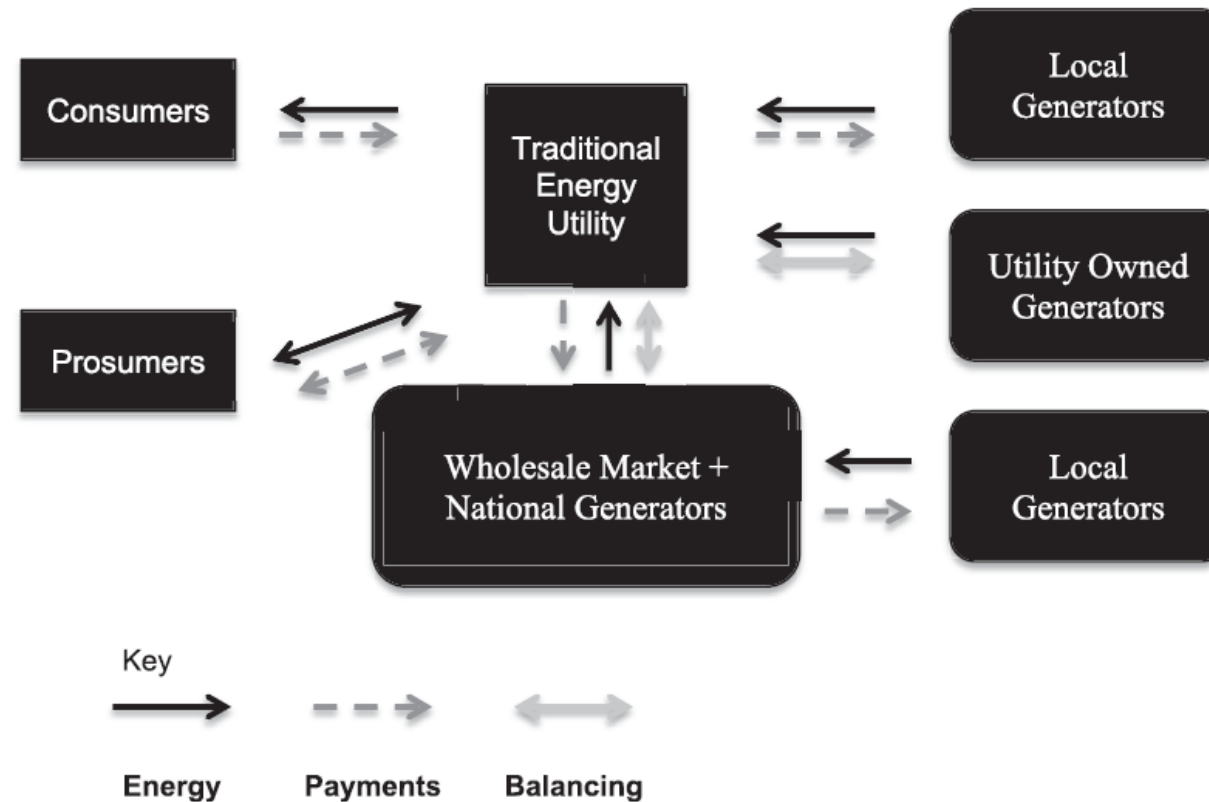 Consumers
Traditional
Energy
Utility
Local
Generators
Utility Owned
Generators
Prosumers
Wholesale Market +
National Generators
Local
Generators
Key
Energy
Payments
Balancing